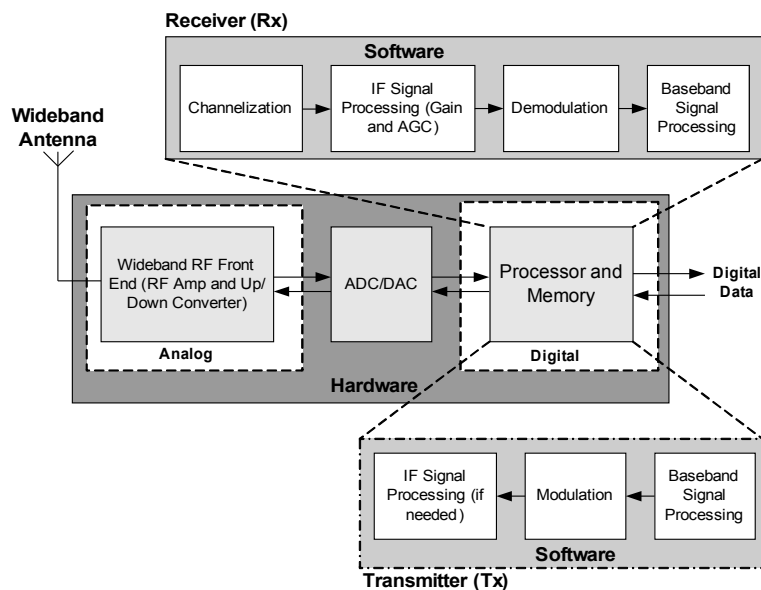 Receiver (Rx)
Software
Channelization
IF Signal
Processing (Gain
and AGC)
Demodulation
Baseband
Signal
Processing
Wideband
Antenna
Wideband RF Front
End (RF Amp and Up/
Down Converter)
Analog
ADC/DAC
Processor and
Memory
Digital
Digital
Data
Hardware
IF Signal
Processing (if
needed)
Modulation
Baseband
Signal
Processing
Software
Transmitter (Tx)